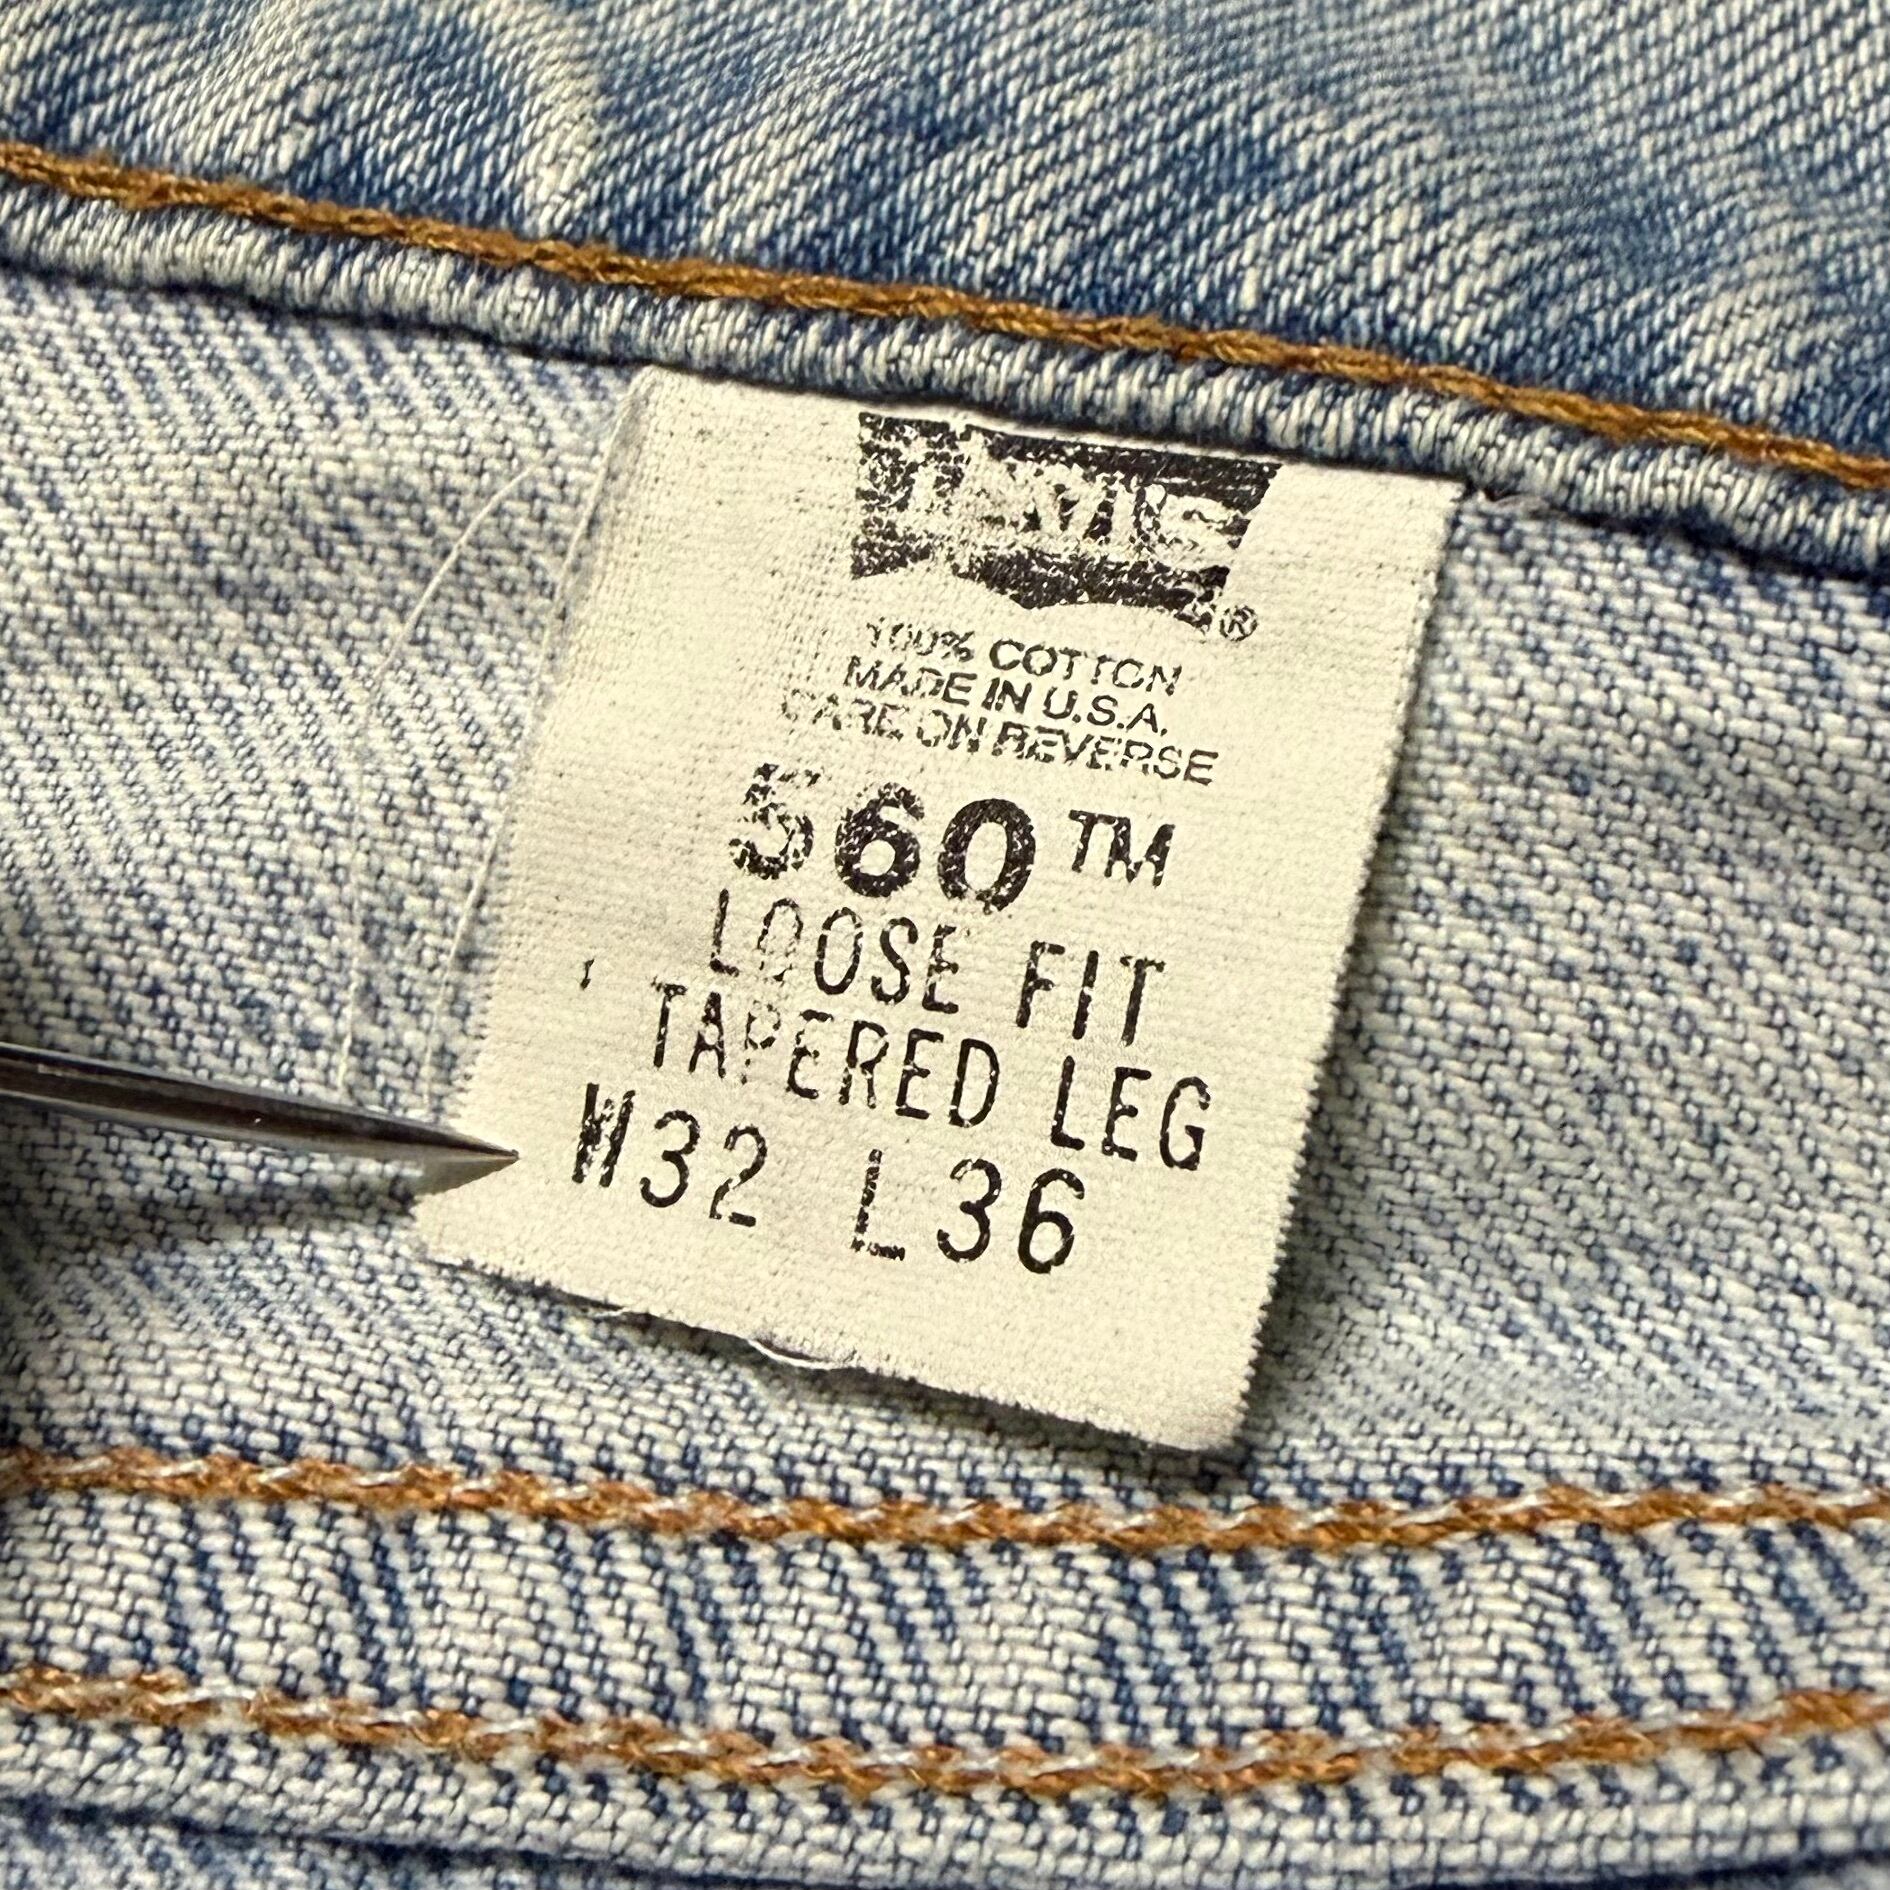 LEVI'S ®
100% COTTON
MADE IN U.S.A.
CARE ON REVERSE
560™
LOOSE FIT
TAPERED LEG
W32 L36